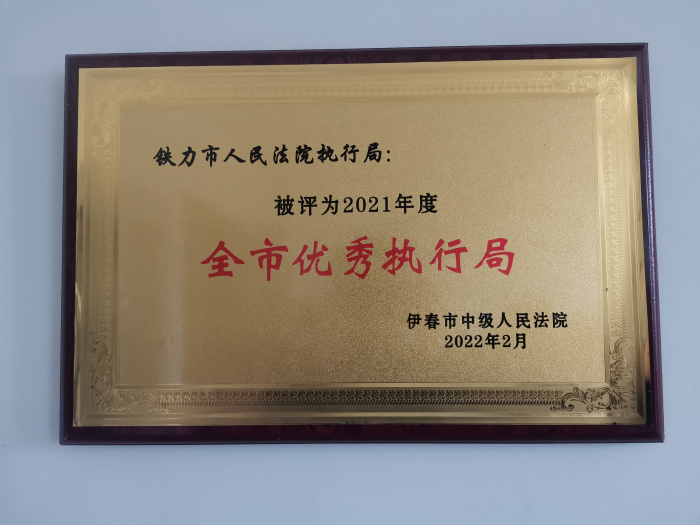 铁力市人民法院执行局:
被评为2021年度
全市优秀执行局
伊春市中级人民法院
2022年2月